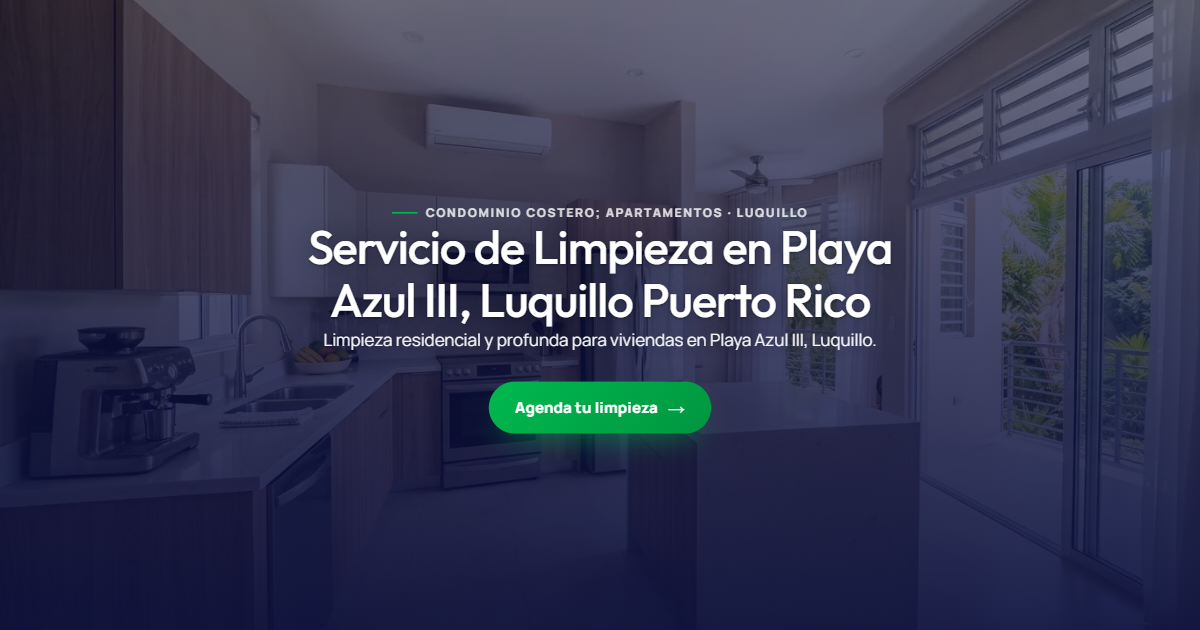 CONDOMINIO COSTERO; APARTAMENTOS · LUQUILLO
Servicio de Limpieza en Playa
Azul III, Luquillo Puerto Rico
Limpieza residencial y profunda para viviendas en Playa Azul III, Luquillo.
Agenda tu limpieza →